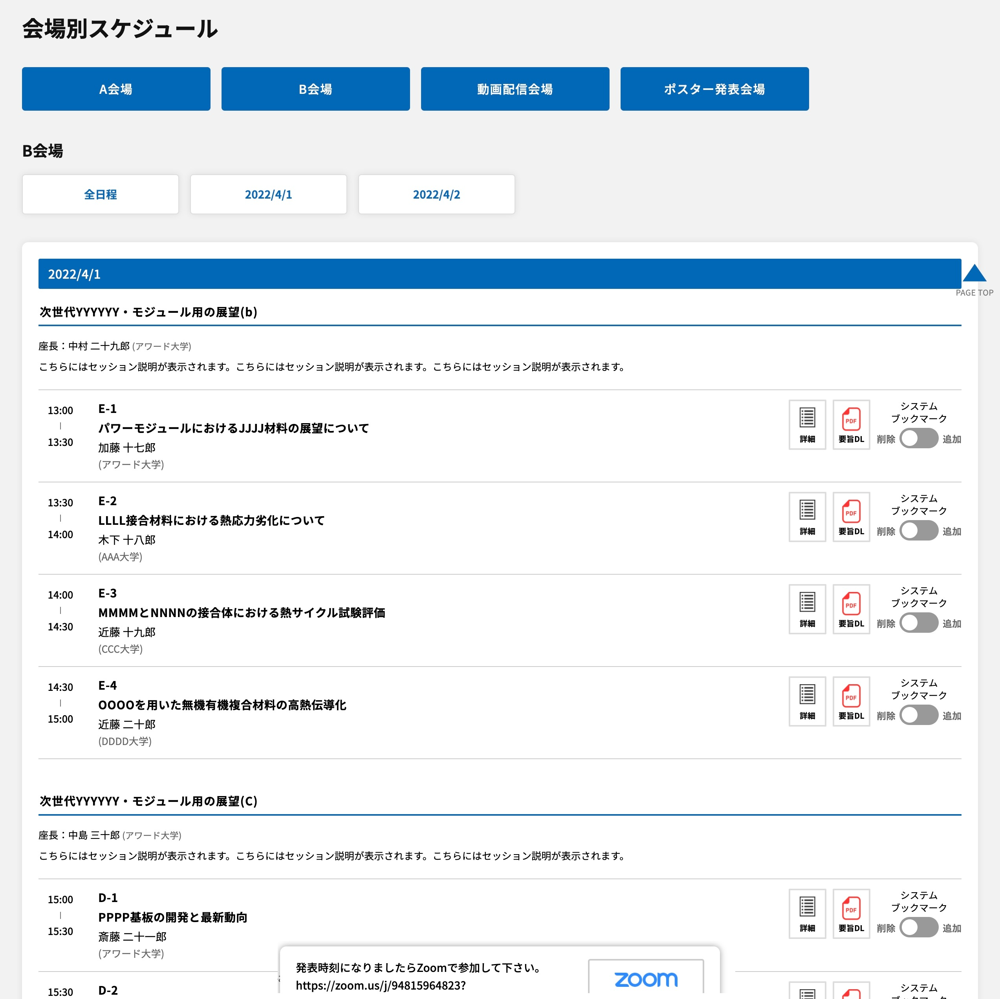 会場別スケジュール
A会場
B会場
動画配信会場
ポスター発表会場
B会場
全日程
2022/4/1
2022/4/2
2022/4/1
PAGE TOP
次世代YYYYYY・モジュール用の展望(b)
座長：中村 二十九郎 (アワード大学)
こちらにはセッション説明が表示されます。こちらにはセッション説明が表示されます。こちらにはセッション説明が表示されます。
13:00
|
13:30
E-1
パワーモジュールにおけるJJJJ材料の展望について
加藤 十七郎
(アワード大学)
詳細
PDF
要旨DL
システム
ブックマーク
削除 追加
13:30
|
14:00
E-2
LLLL接合材料における熱応力劣化について
木下 十八郎
(AAA大学)
詳細
PDF
要旨DL
システム
ブックマーク
削除 追加
14:00
|
14:30
E-3
MMMMとNNNNの接合体における熱サイクル試験評価
近藤 十九郎
(CCC大学)
詳細
PDF
要旨DL
システム
ブックマーク
削除 追加
14:30
|
15:00
E-4
OOOOを用いた無機有機複合材料の高熱伝導化
近藤 二十郎
(DDDD大学)
詳細
PDF
要旨DL
システム
ブックマーク
削除 追加
次世代YYYYYY・モジュール用の展望(C)
座長：中島 三十郎 (アワード大学)
こちらにはセッション説明が表示されます。こちらにはセッション説明が表示されます。こちらにはセッション説明が表示されます。
15:00
|
15:30
D-1
PPPP基板の開発と最新動向
斎藤 二十一郎
(アワード大学)
詳細
PDF
要旨DL
システム
ブックマーク
削除 追加
発表時刻になりましたらZoomで参加して下さい。
https://zoom.us/j/94815964823?
zoom
15:30
D-2
システム